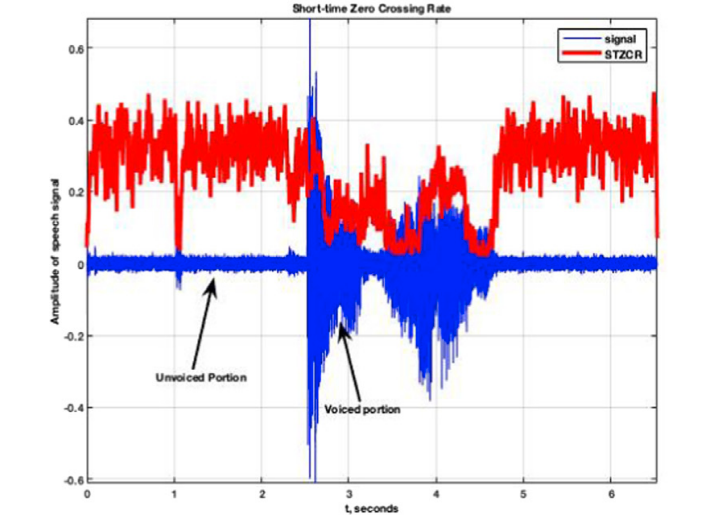 Short-time Zero Crossing Rate
signal
STZCR
0.6
0.4
0.2
0
-0.2
-0.4
-0.6
Amplitude of speech signal
Unvoiced Portion
Voiced portion
0 1 2 3 4 5 6
t, seconds